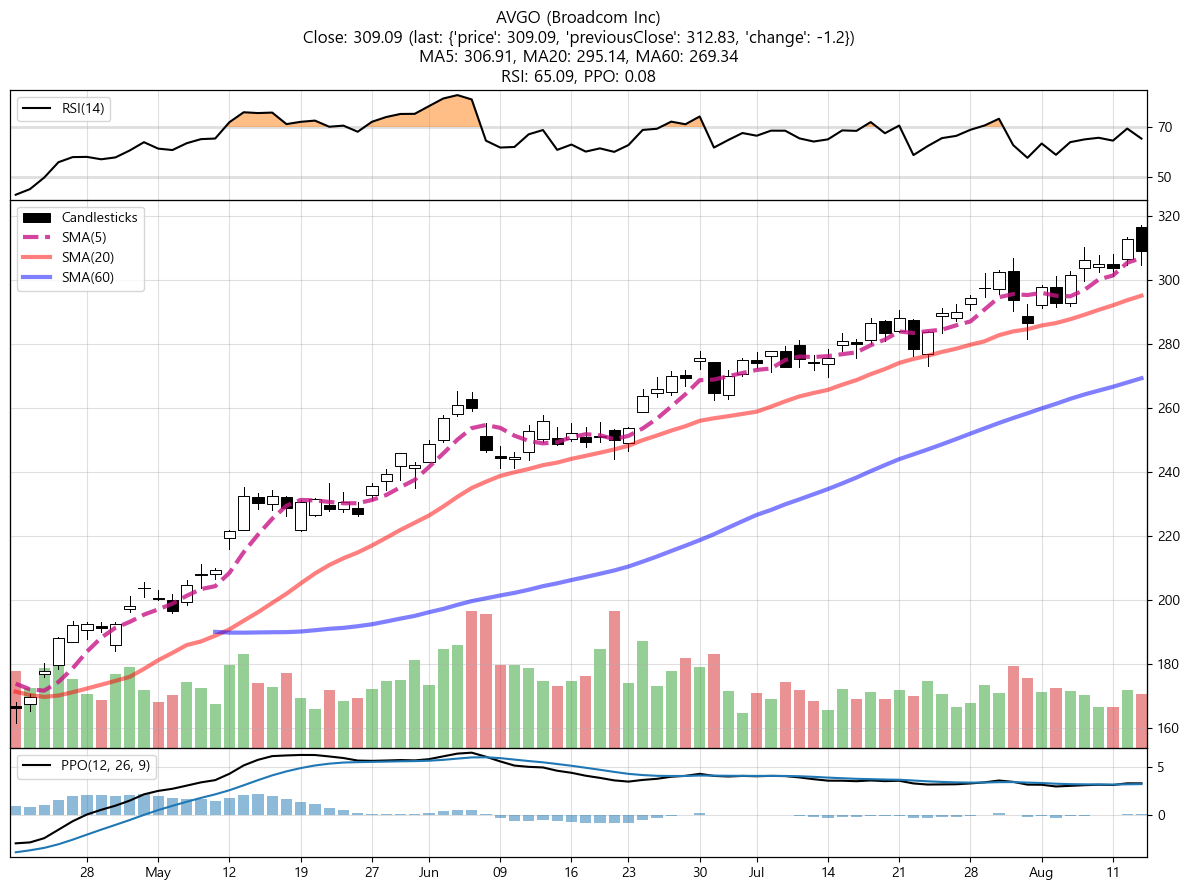 AVGO (Broadcom Inc)
Close: 309.09 (last: {'price': 309.09, 'previousClose': 312.83, 'change': -1.2})
MA5: 306.91, MA20: 295.14, MA60: 269.34
RSI: 65.09, PPO: 0.08
RSI(14)
70
50
Candlesticks
SMA(5)
SMA(20)
SMA(60)
320
300
280
260
240
220
200
180
160
PPO(12, 26, 9)
5
0
28 May 12 19 27 Jun 09 16 23 30 Jul 14 21 28 Aug 11